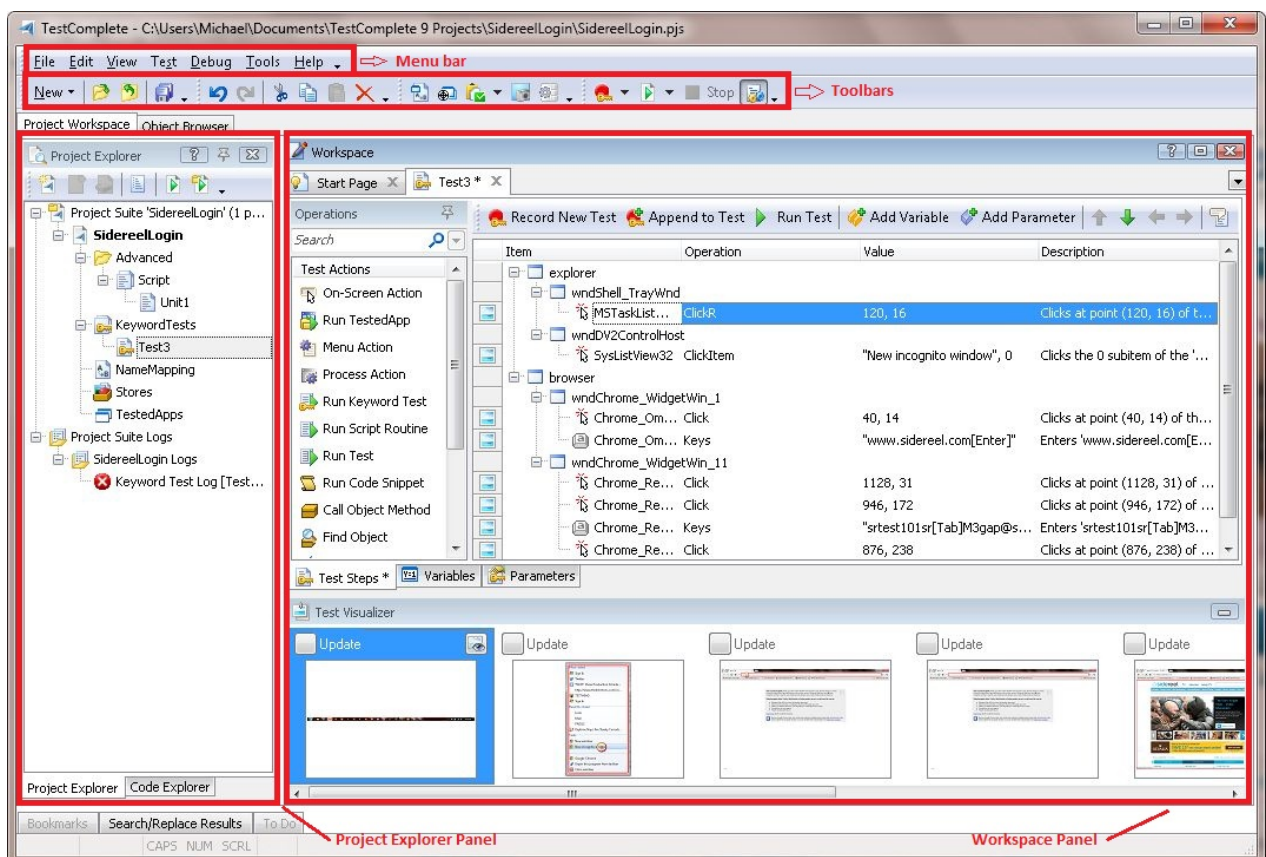 TestComplete - C:\Users\Michael\Documents\TestComplete 9 Projects\SidereelLogin\SidereelLogin.pjs
File Edit View Test Debug Tools Help
Menu bar
New
Stop
Toolbars
Project Workspace
Object Browser
Project Explorer
Project Suite 'SidereelLogin' (1 p...
SidereelLogin
Advanced
Script
Unit1
KeywordTests
Test3
NameMapping
Stores
TestedApps
Project Suite Logs
SidereelLogin Logs
Keyword Test Log [Test...
Project Explorer
Code Explorer
Workspace
Start Page
Test3 *
Operations
Search
Test Actions
On-Screen Action
Run TestedApp
Menu Action
Process Action
Run Keyword Test
Run Script Routine
Run Test
Run Code Snippet
Call Object Method
Find Object
Record New Test Append to Test Run Test Add Variable Add Parameter
Item Operation Value Description
explorer
wndShell_TrayWnd
MSTaskList... ClickR 120, 16 Clicks at point (120, 16) of t...
wndDV2ControlHost
SysListView32 ClickItem "New incognito window", 0 Clicks the 0 subitem of the '...
browser
wndChrome_WidgetWin_1
Chrome_Om... Click 40, 14 Clicks at point (40, 14) of th...
Chrome_Om... Keys "www.sidereel.com[Enter]" Enters 'www.sidereel.com[E...
wndChrome_WidgetWin_11
Chrome_Re... Click 1128, 31 Clicks at point (1128, 31) of ...
Chrome_Re... Click 946, 172 Clicks at point (946, 172) of ...
Chrome_Re... Keys "srtest101sr[Tab]M3gap@s... Enters 'srtest101sr[Tab]M3...
Chrome_Re... Click 876, 238 Clicks at point (876, 238) of ...
Test Steps * Variables Parameters
Test Visualizer
Update Update Update Update Update
Bookmarks Search/Replace Results To Do
Project Explorer Panel
Workspace Panel
CAPS NUM SCRL